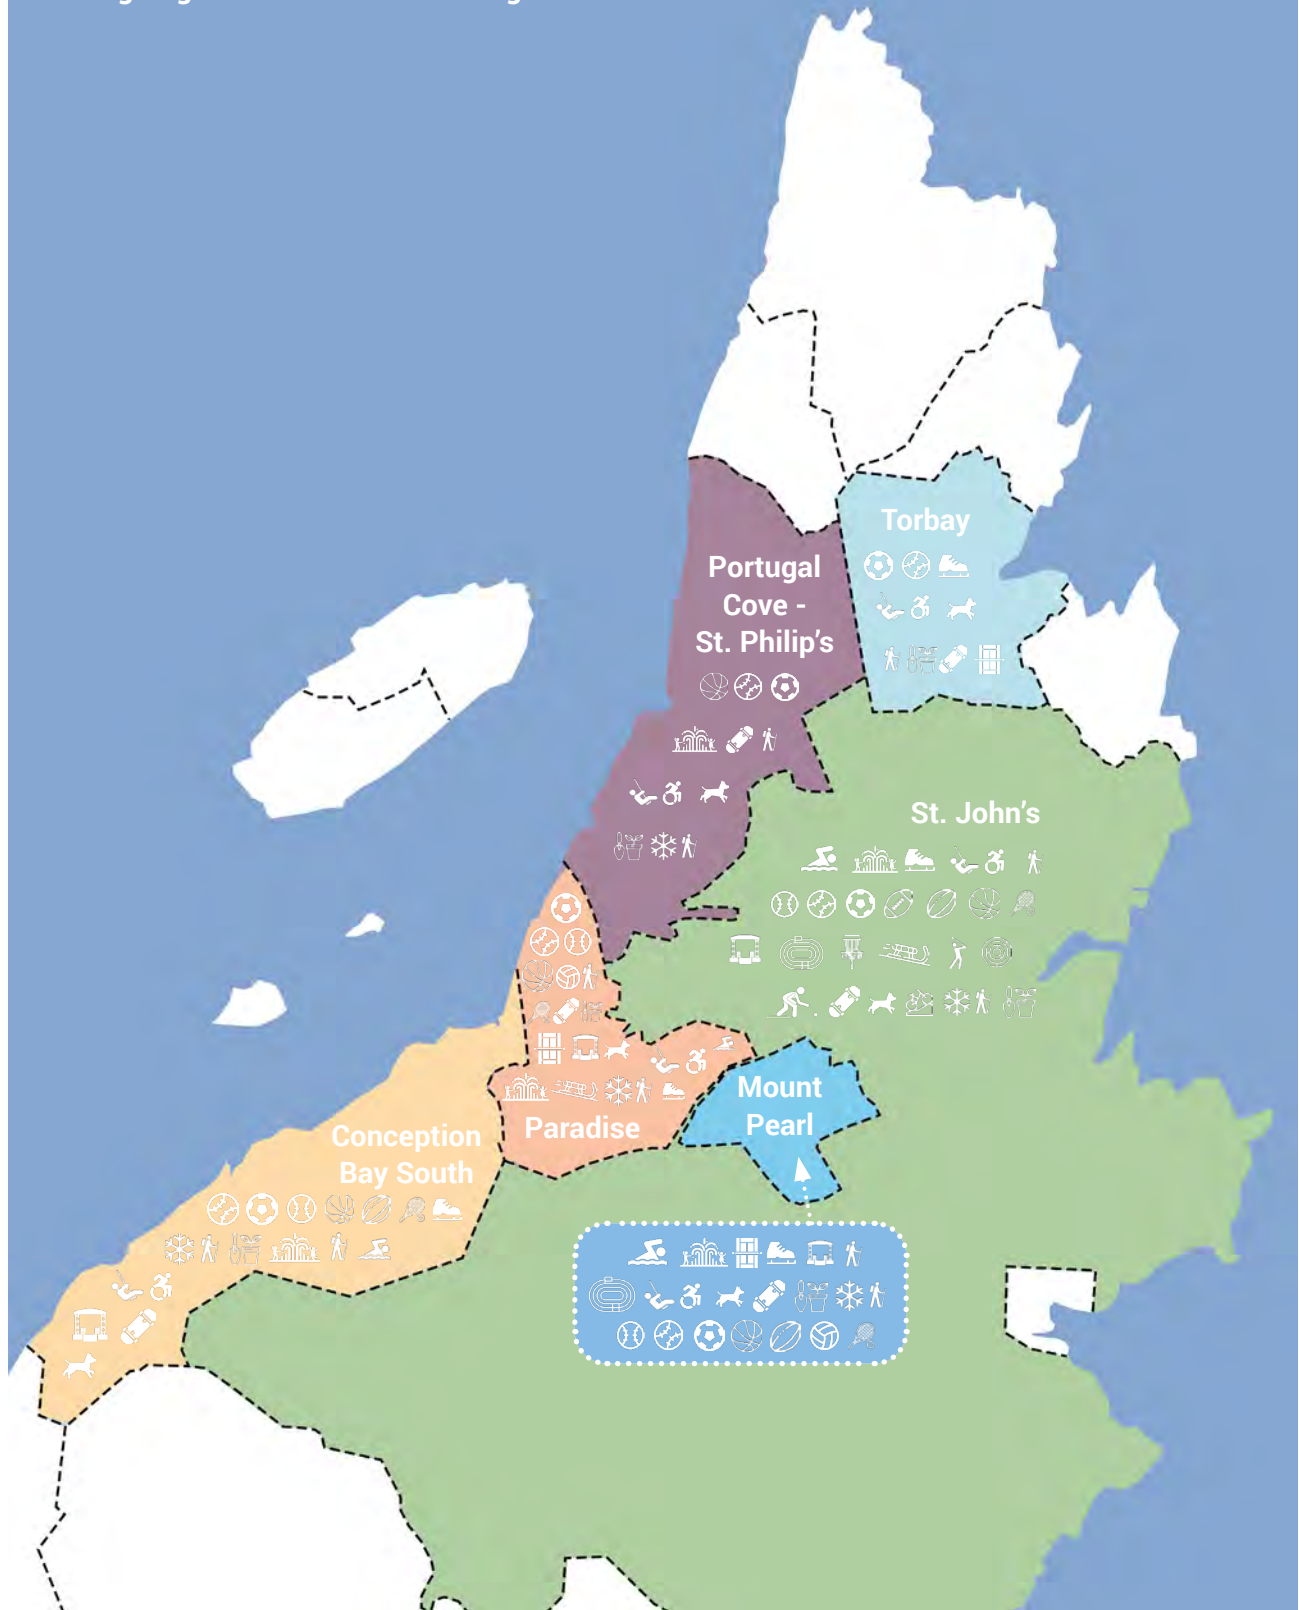 Torbay
Portugal
Cove -
St. Philip's
St. John's
Mount
Pearl
Paradise
Conception
Bay South